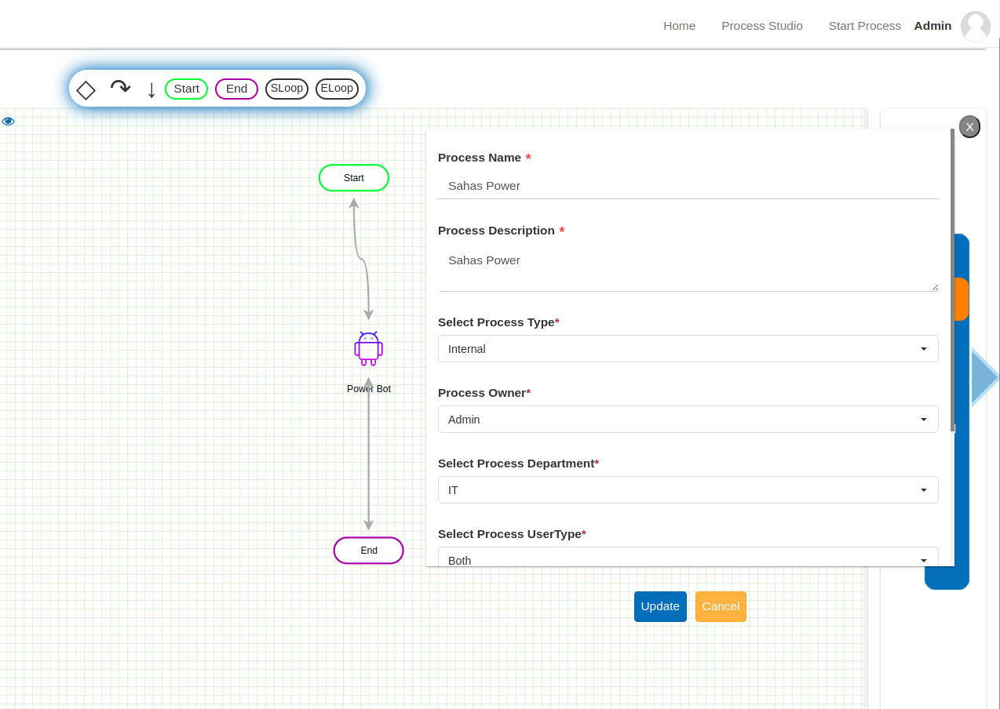 Home Process Studio Start Process Admin
Start End SLoop ELoop
X
Start
Power Bot
End
Process Name *
Sahas Power
Process Description *
Sahas Power
Select Process Type*
Internal
Process Owner*
Admin
Select Process Department*
IT
Select Process UserType*
Both
Update Cancel